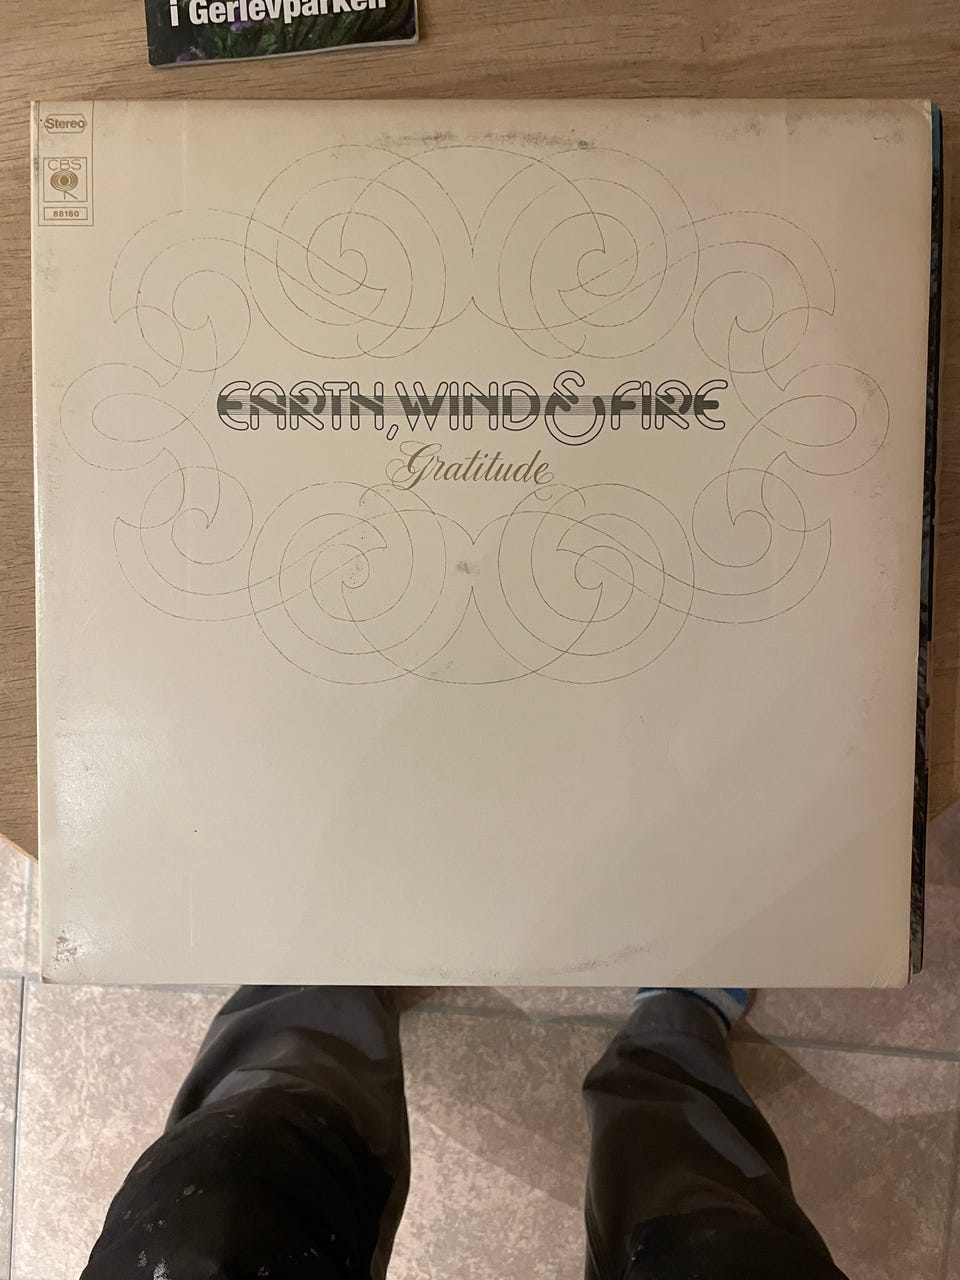 i Gerlevparken
Stereo
CBS
88160
EARTH, WIND & FIRE
Gratitude